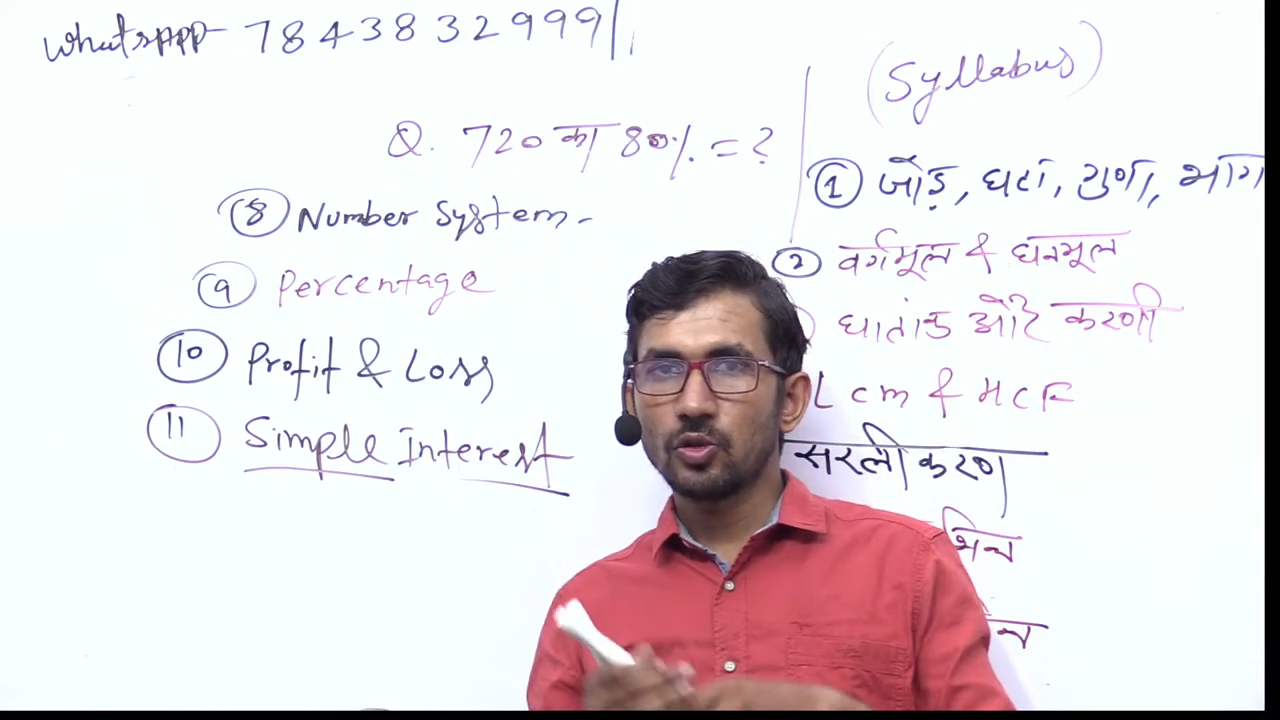 Whatsapp - 7843832999
Q. 720 का 80% = ?
⑧ Number System -
⑨ Percentage
⑩ Profit & Loss
⑪ Simple Interest
(Syllabus)
① जोड़, घटा, गुणा, भाग
② वर्गमूल & घनमूल
घातांक और करणी
Lcm & HCF
सरलीकरण
भिन्न